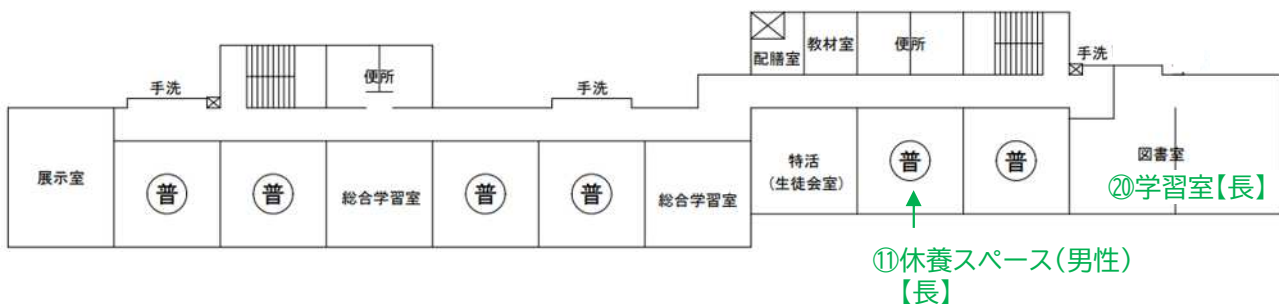 配膳室
教材室
便所
手洗
手洗
便所
手洗
展示室
普
普
総合学習室
普
普
総合学習室
特活
（生徒会室）
普
普
図書室
⑳学習室【長】
⑪休養スペース（男性）
【長】